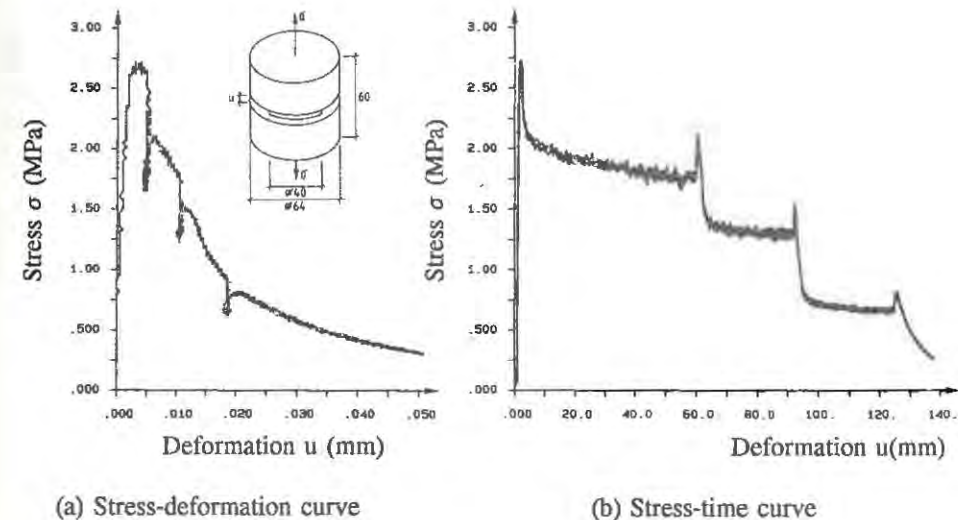 3.00
2.50
2.00
1.50
1.00
.500
.000
Stress σ (MPa)
.000 .010 .020 .030 .040 .050
Deformation u (mm)
σ
u
60
σ
ø40
ø64
(a) Stress-deformation curve
3.00
2.50
2.00
1.50
1.00
.500
.000
Stress σ (MPa)
.000 20.0 40.0 60.0 80.0 100. 120. 140.
Deformation u(mm)
(b) Stress-time curve